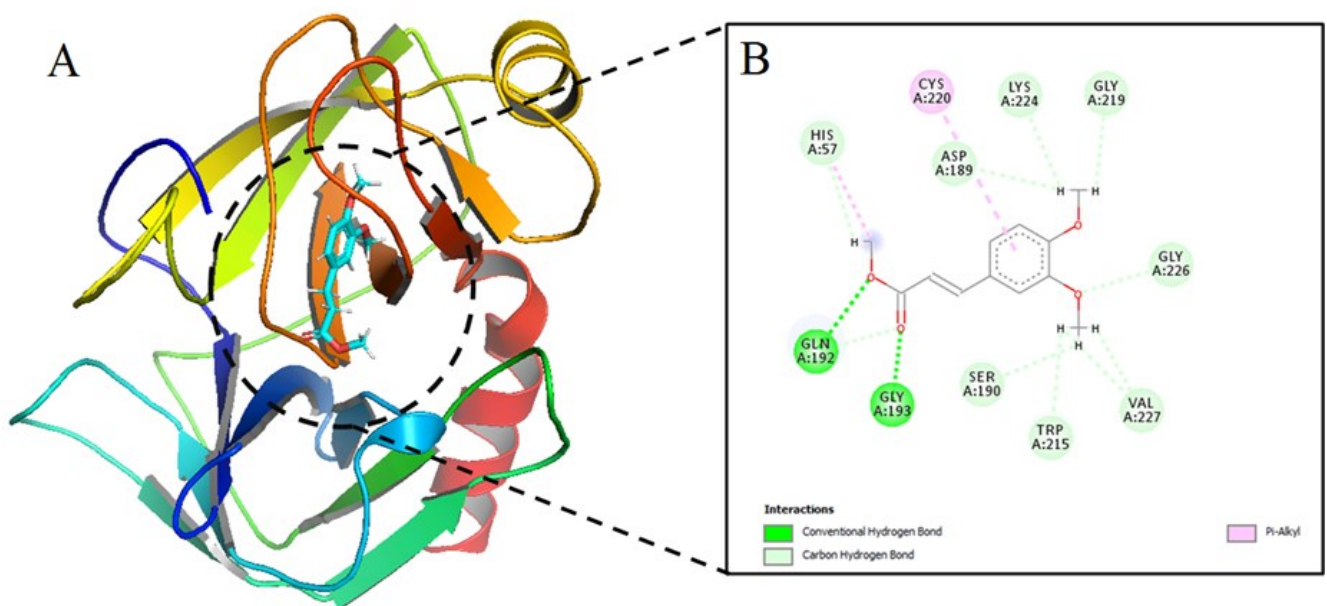 A
B
CYS
A:220
LYS
A:224
GLY
A:219
HIS
A:57
ASP
A:189
H
H
H
O
O
GLY
A:226
O
O
GLN
A:192
H
H
H
SER
A:190
GLY
A:193
VAL
A:227
TRP
A:215
Interactions
Conventional Hydrogen Bond
Carbon Hydrogen Bond
Pi-Alkyl